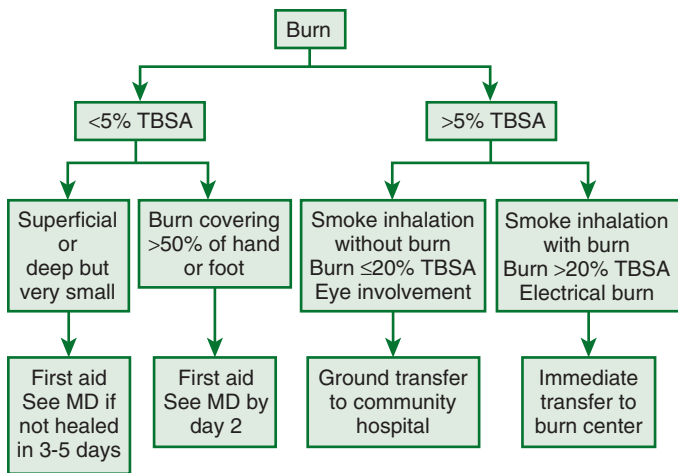 Burn
<5% TBSA
>5% TBSA
Superficial
or
deep but
very small
Burn covering
>50% of hand
or foot
Smoke inhalation
without burn
Burn ≤20% TBSA
Eye involvement
Smoke inhalation
with burn
Burn >20% TBSA
Electrical burn
First aid
See MD if
not healed
in 3-5 days
First aid
See MD by
day 2
Ground transfer
to community
hospital
Immediate
transfer to
burn center